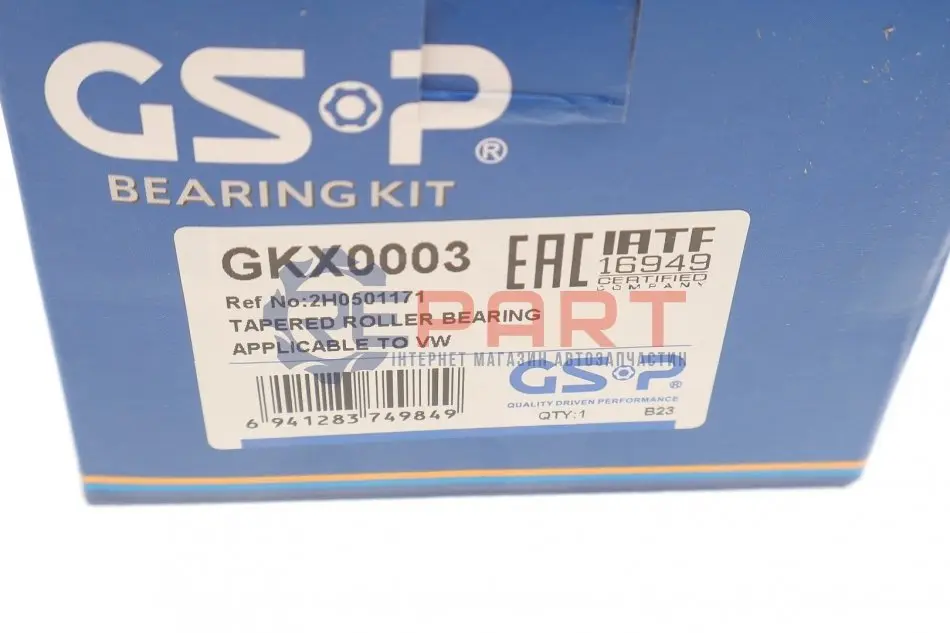 GSP®
BEARING KIT
GKX0003
EAC
IATF
16949
CERTIFIED
COMPANY
Ref No:2H0501171
TAPERED ROLLER BEARING
APPLICABLE TO VW
REPART
ІНТЕРНЕТ МАГАЗИН АВТОЗАПЧАСТИН
GSP®
QUALITY DRIVEN PERFORMANCE
6 941283 749849
QTY:1 B23